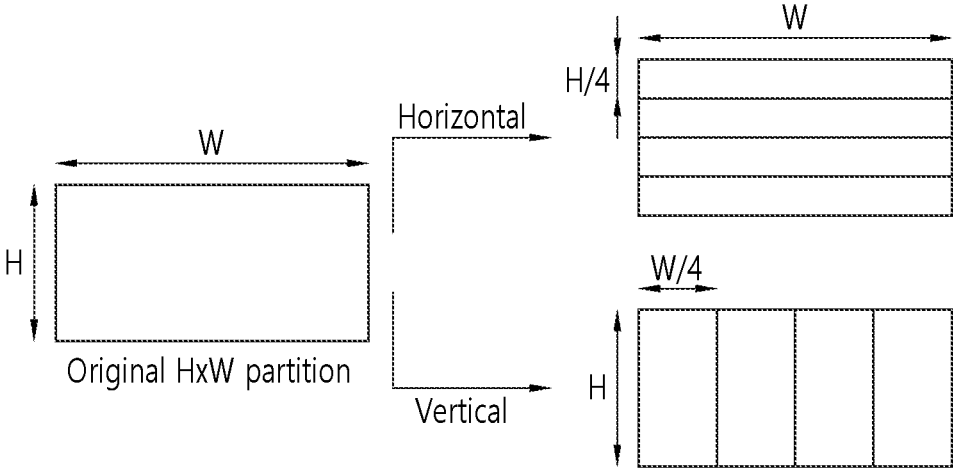 W
H
Original HxW partition
Horizontal
Vertical
W
H/4
W/4
H